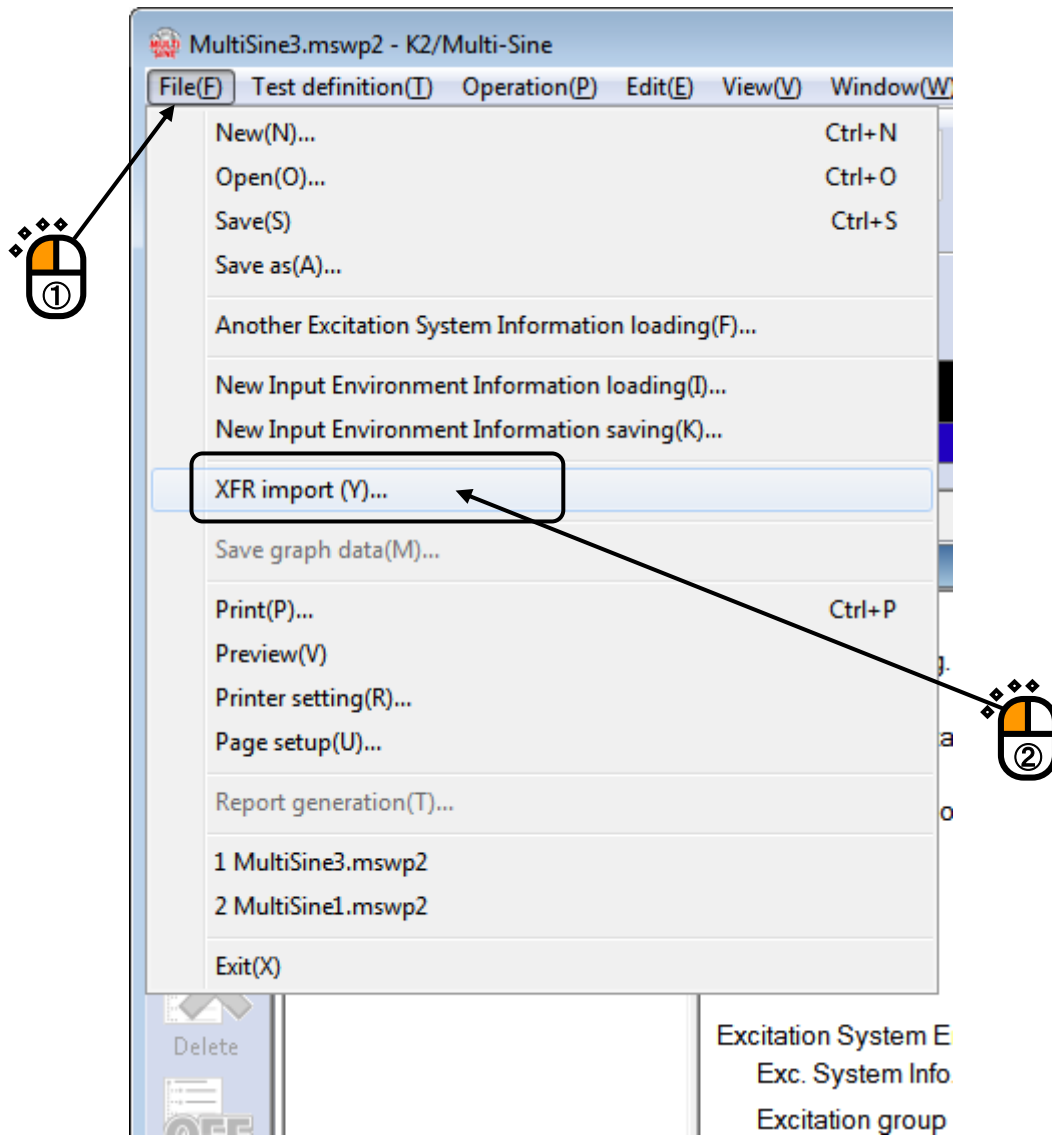 MULTI SINE MultiSine3.mswp2 - K2/Multi-Sine
File(F) Test definition(T) Operation(P) Edit(E) View(V) Window(W)
New(N)... Ctrl+N
Open(O)... Ctrl+O
Save(S) Ctrl+S
Save as(A)...
①
Another Excitation System Information loading(F)...
New Input Environment Information loading(I)...
New Input Environment Information saving(K)...
XFR import (Y)...
Save graph data(M)...
Print(P)... Ctrl+P
Preview(V)
Printer setting(R)...
Page setup(U)...
②
Report generation(T)...
1 MultiSine3.mswp2
2 MultiSine1.mswp2
Exit(X)
Delete
Excitation System E
Exc. System Info.
Excitation group
OFF